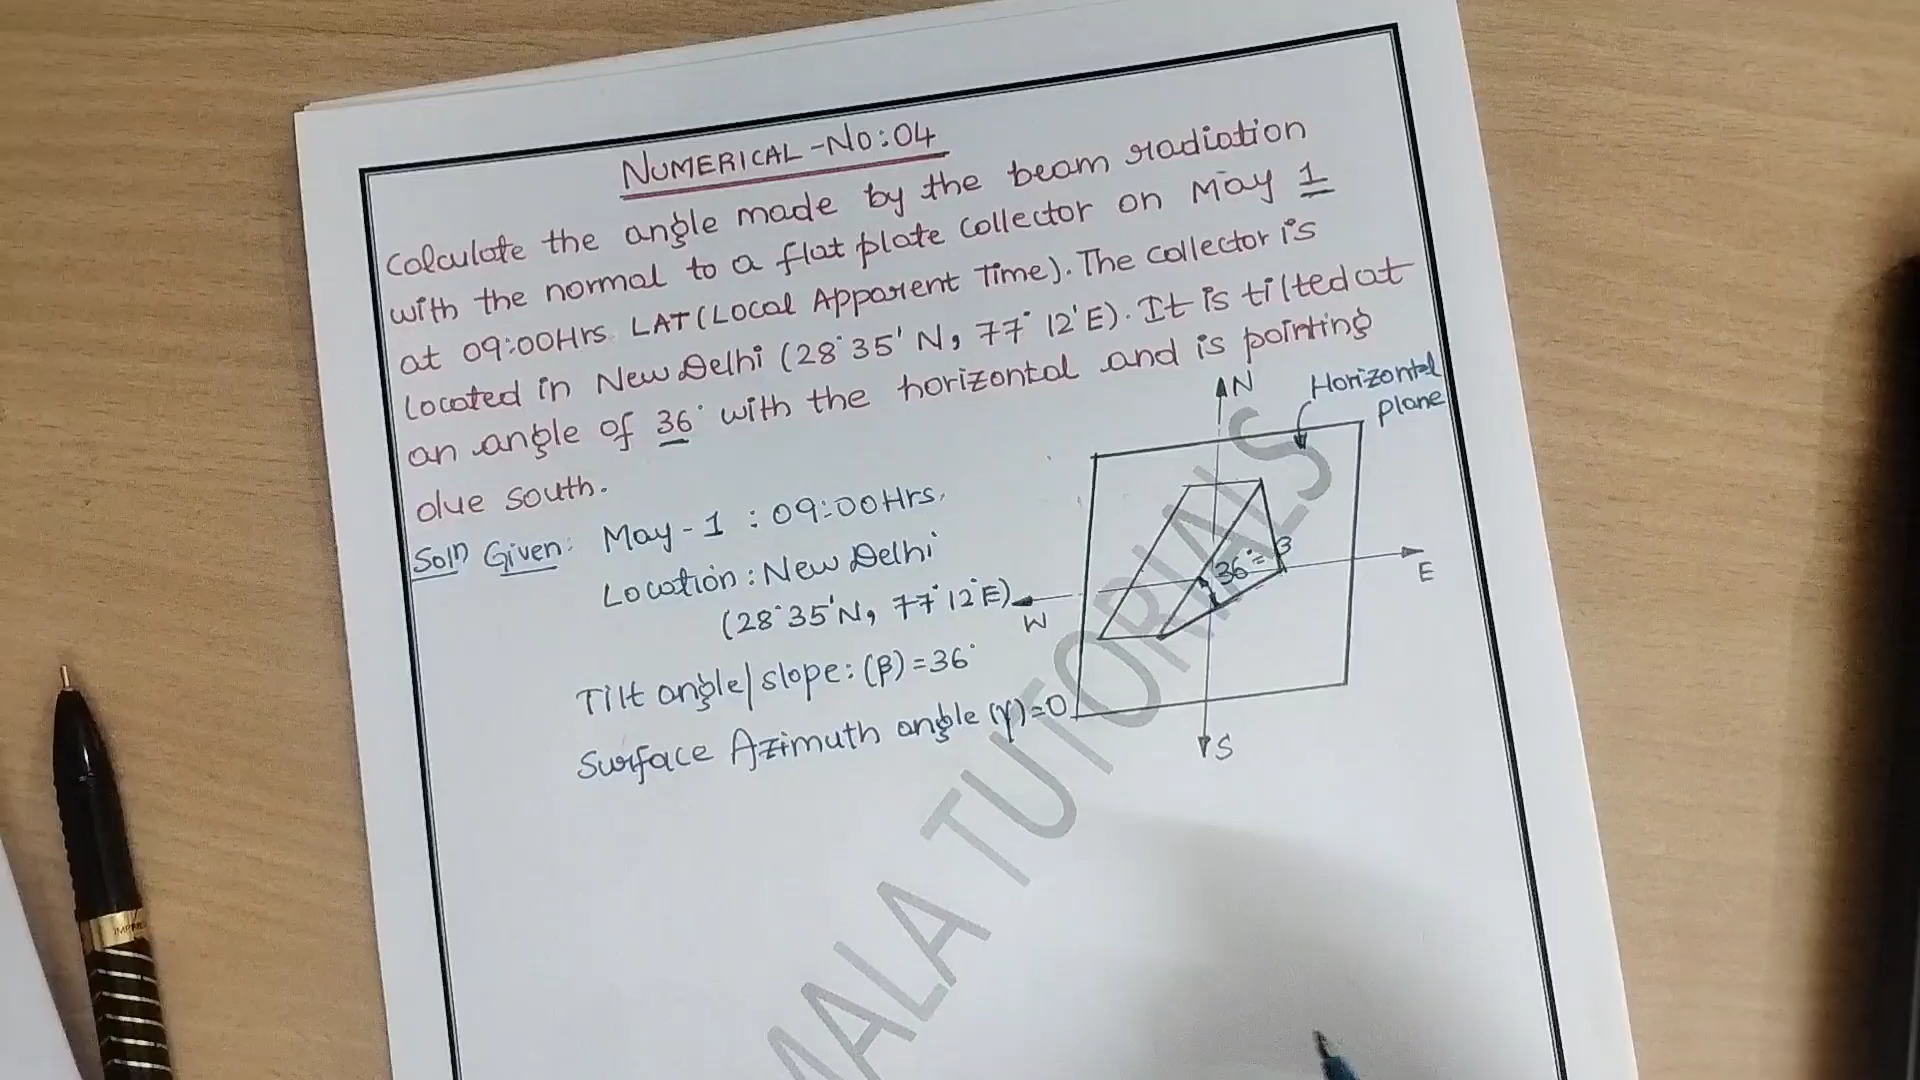 NUMERICAL-NO:04
Calculate the angle made by the beam radiation
with the normal to a flat plate collector on May 1
at 09:00Hrs LAT(Local Apparent Time). The collector is
Located in New Delhi (28°35' N, 77° 12'E). It is tilted at
an angle of 36° with the horizontal and is pointing
due south.
Soln Given: May-1 : 09:00Hrs.
Location: New Delhi
(28°35'N, 77°12'E)
Tilt angle/slope: (β)=36°
Surface Azimuth angle (γ)=0
N
Horizontal
plane
36°=β
E
W
S
MALA TUTORIALS
IMPRE